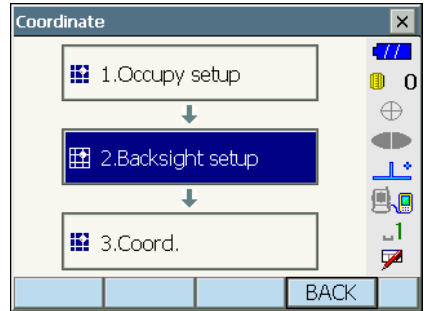 Coordinate
1.Occupy setup
2.Backsight setup
3.Coord.
0
1
BACK